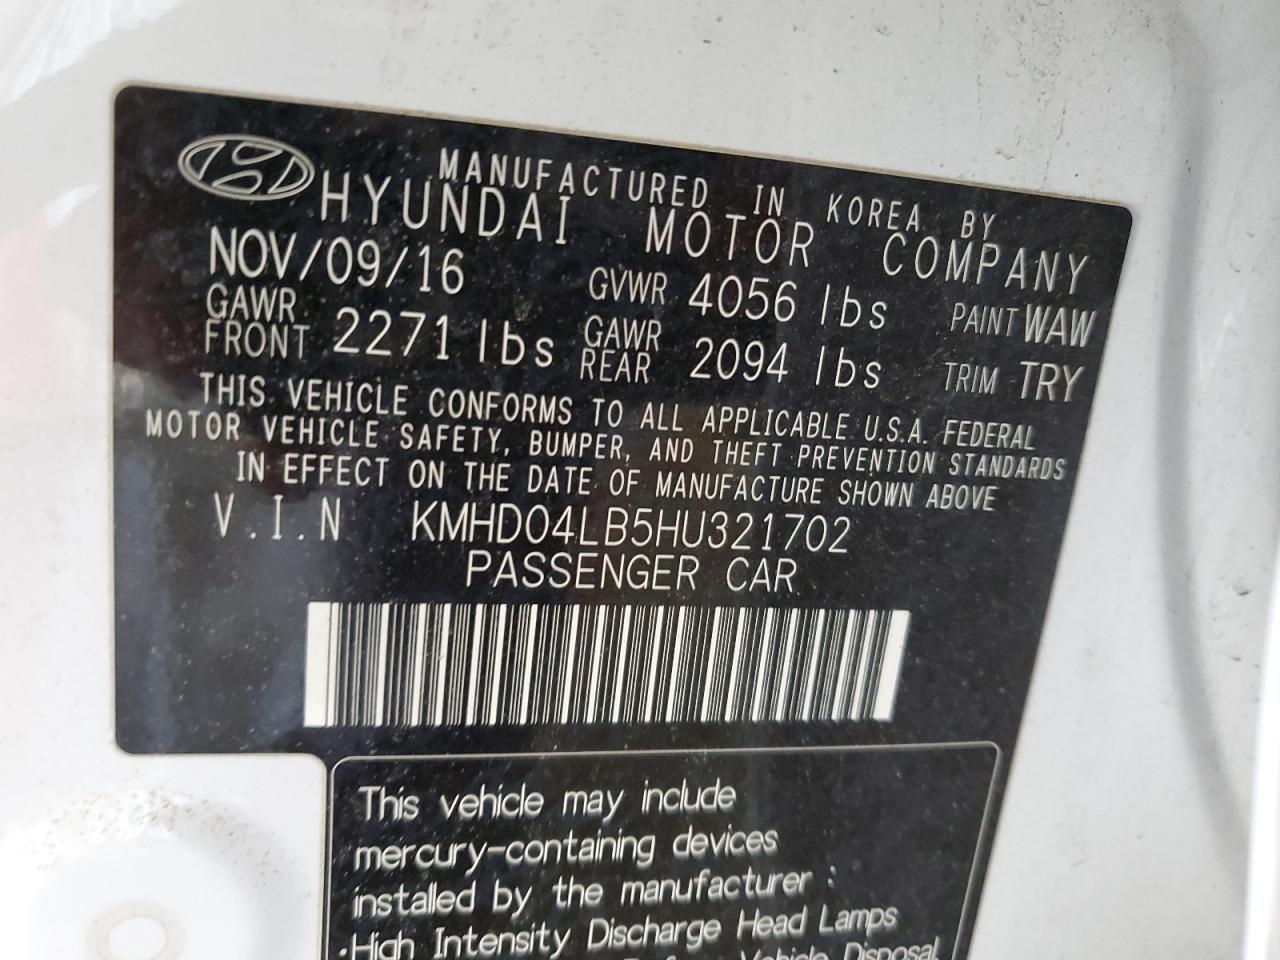 MANUFACTURED IN KOREA BY
HYUNDAI MOTOR COMPANY
NOV/09/16 GVWR 4056 lbs PAINT WAW
GAWR FRONT 2271 lbs GAWR REAR 2094 lbs TRIM TRY
THIS VEHICLE CONFORMS TO ALL APPLICABLE U.S.A. FEDERAL
MOTOR VEHICLE SAFETY, BUMPER, AND THEFT PREVENTION STANDARDS
IN EFFECT ON THE DATE OF MANUFACTURE SHOWN ABOVE
V.I.N KMHD04LB5HU321702
PASSENGER CAR
This vehicle may include
mercury-containing devices
installed by the manufacturer :
·High Intensity Discharge Head Lamps
Vehicle Disposal